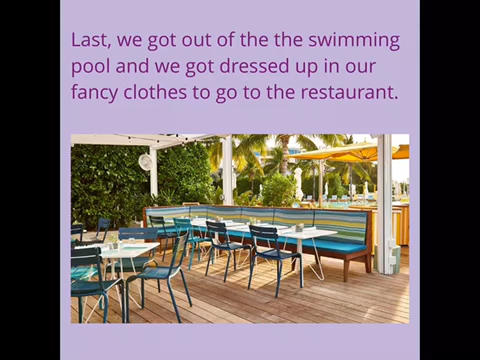 Last, we got out of the the swimming
pool and we got dressed up in our
fancy clothes to go to the restaurant.